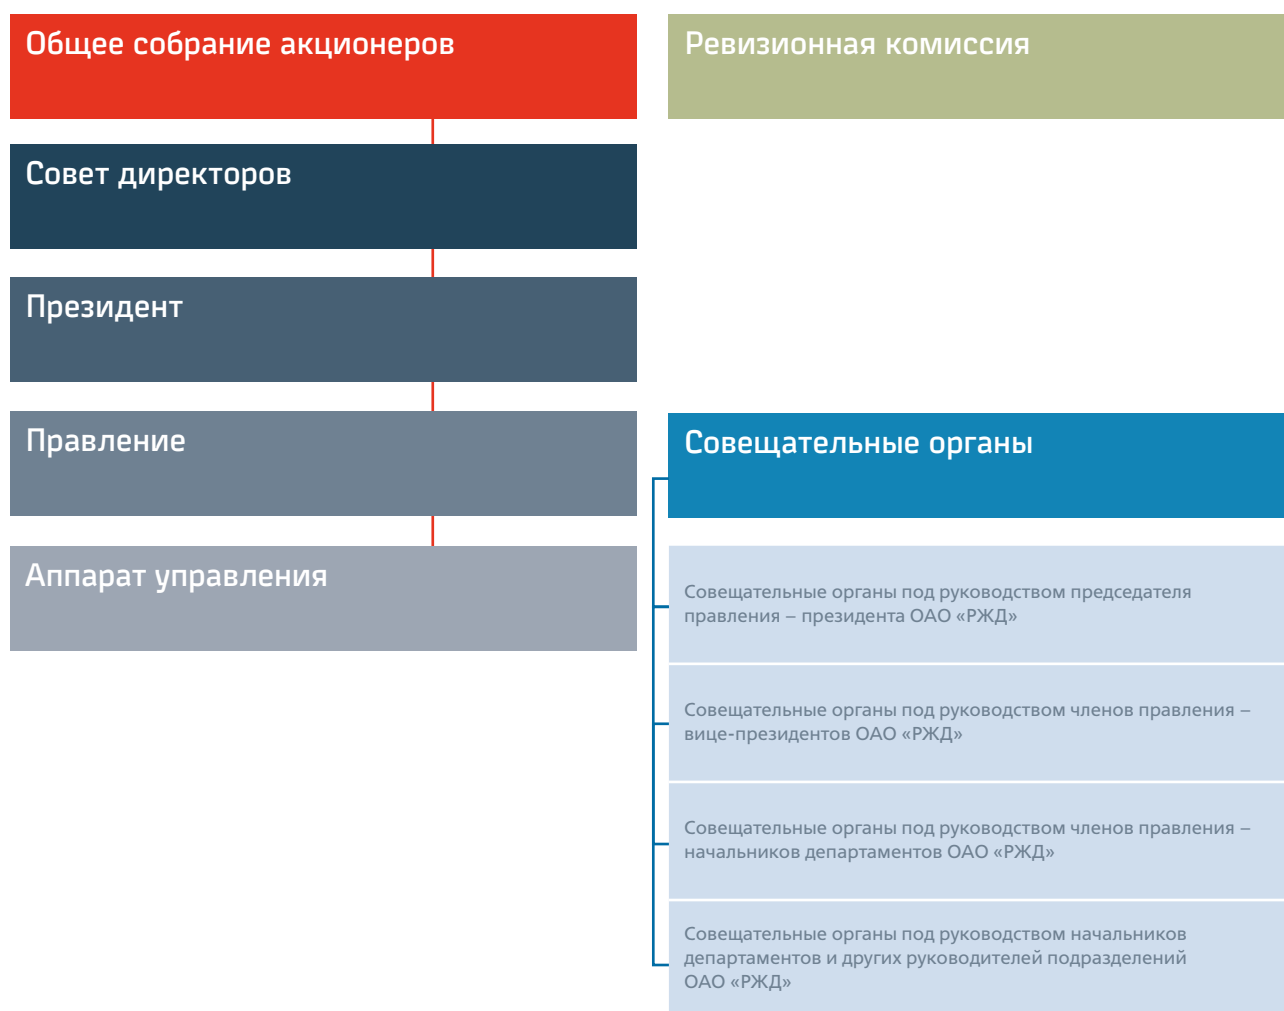 Общее собрание акционеров
Ревизионная комиссия
Совет директоров
Президент
Правление
Аппарат управления
Совещательные органы
Совещательные органы под руководством председателя
правления – президента ОАО «РЖД»
Совещательные органы под руководством членов правления –
вице-президентов ОАО «РЖД»
Совещательные органы под руководством членов правления –
начальников департаментов ОАО «РЖД»
Совещательные органы под руководством начальников
департаментов и других руководителей подразделений
ОАО «РЖД»